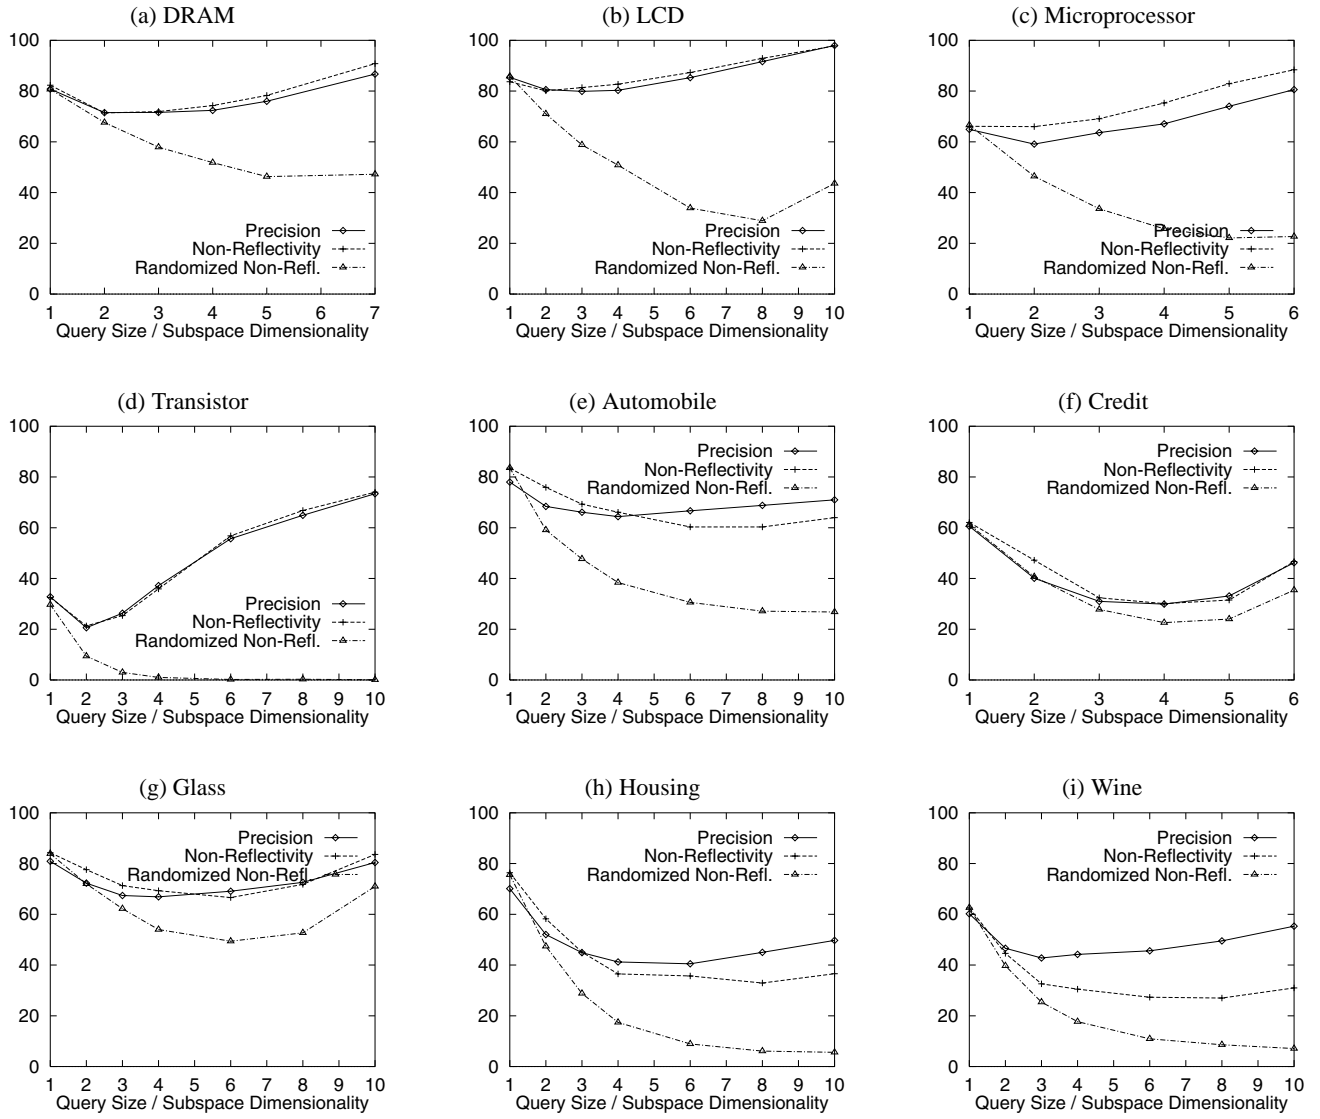 (a) DRAM
100
80
60
40
20
0
Precision
Non-Reflectivity
Randomized Non-Refl.
1 2 3 4 5 6 7
Query Size / Subspace Dimensionality
(b) LCD
100
80
60
40
20
0
Precision
Non-Reflectivity
Randomized Non-Refl.
1 2 3 4 5 6 7 8 9 10
Query Size / Subspace Dimensionality
(c) Microprocessor
100
80
60
40
20
0
Precision
Non-Reflectivity
Randomized Non-Refl.
1 2 3 4 5 6
Query Size / Subspace Dimensionality
(d) Transistor
100
80
60
40
20
0
Precision
Non-Reflectivity
Randomized Non-Refl.
1 2 3 4 5 6 7 8 9 10
Query Size / Subspace Dimensionality
(e) Automobile
100
80
60
40
20
0
Precision
Non-Reflectivity
Randomized Non-Refl.
1 2 3 4 5 6 7 8 9 10
Query Size / Subspace Dimensionality
(f) Credit
100
80
60
40
20
0
Precision
Non-Reflectivity
Randomized Non-Refl.
1 2 3 4 5 6
Query Size / Subspace Dimensionality
(g) Glass
100
80
60
40
20
0
Precision
Non-Reflectivity
Randomized Non-Refl.
1 2 3 4 5 6 7 8 9 10
Query Size / Subspace Dimensionality
(h) Housing
100
80
60
40
20
0
Precision
Non-Reflectivity
Randomized Non-Refl.
1 2 3 4 5 6 7 8 9 10
Query Size / Subspace Dimensionality
(i) Wine
100
80
60
40
20
0
Precision
Non-Reflectivity
Randomized Non-Refl.
1 2 3 4 5 6 7 8 9 10
Query Size / Subspace Dimensionality